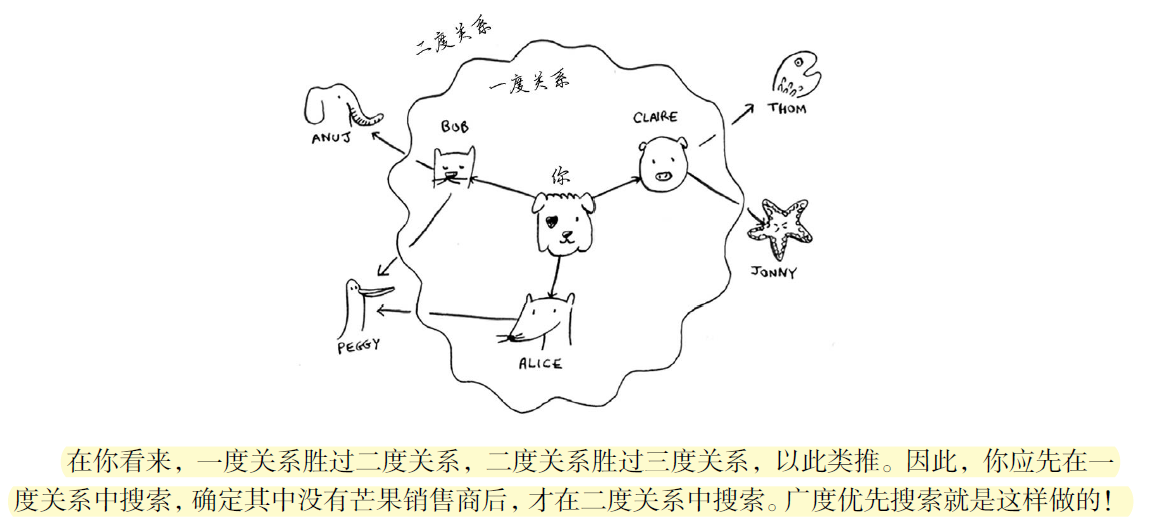 二度关系
一度关系
THOM
CLAIRE
BOB
ANUJ
你
JONNY
PEGGY
ALICE
在你看来，一度关系胜过二度关系，二度关系胜过三度关系，以此类推。因此，你应先在一
度关系中搜索，确定其中没有芒果销售商后，才在二度关系中搜索。广度优先搜索就是这样做的！